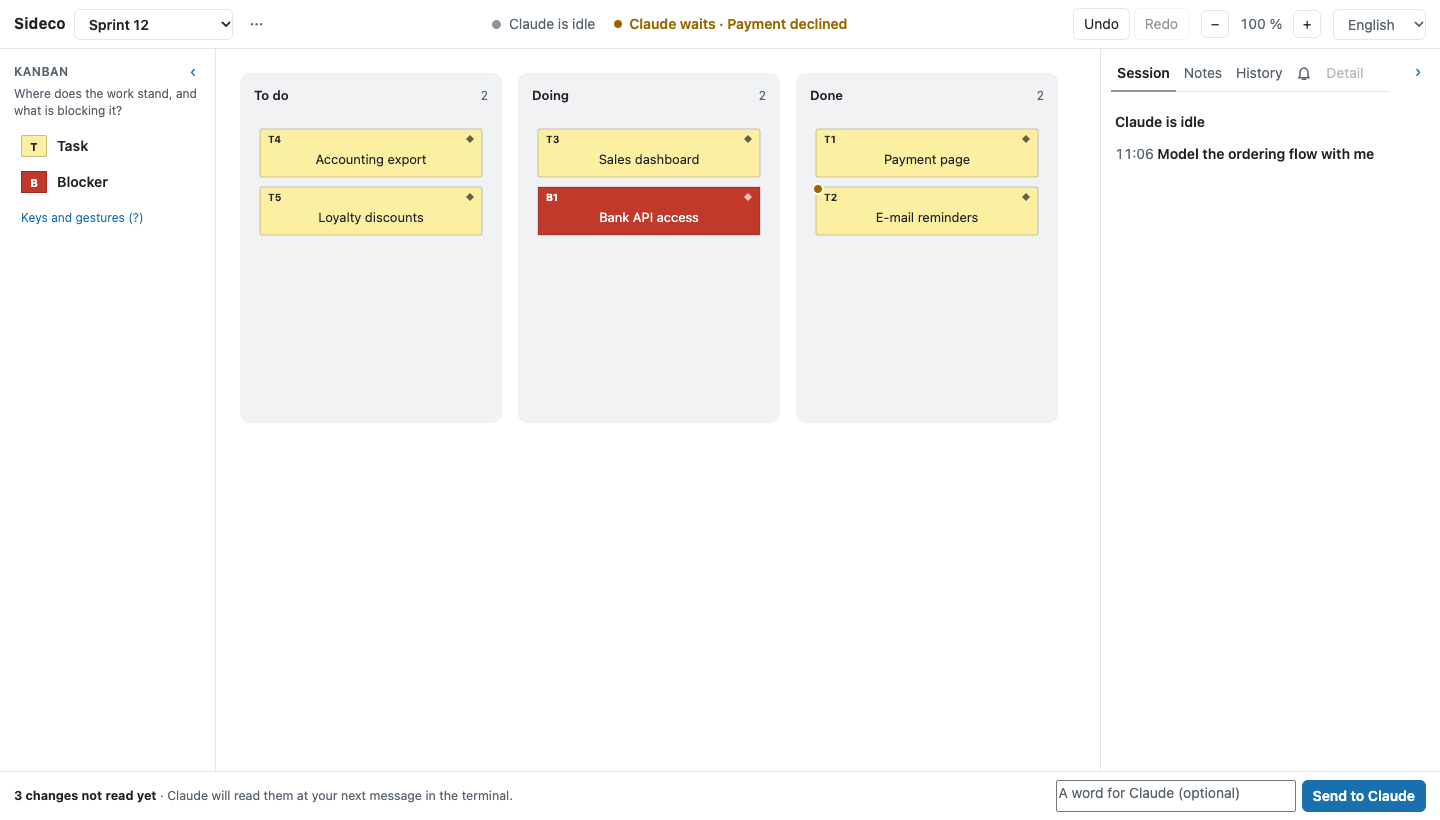 Sideco
Sprint 12
···
Claude is idle
Claude waits · Payment declined
Undo
Redo
−
100 %
+
English
KANBAN
Where does the work stand, and
what is blocking it?
T
Task
B
Blocker
Keys and gestures (?)
To do
2
T4
Accounting export
T5
Loyalty discounts
Doing
2
T3
Sales dashboard
B1
Bank API access
Done
2
T1
Payment page
T2
E-mail reminders
Session
Notes
History
Detail
Claude is idle
11:06 Model the ordering flow with me
3 changes not read yet · Claude will read them at your next message in the terminal.
A word for Claude (optional)
Send to Claude